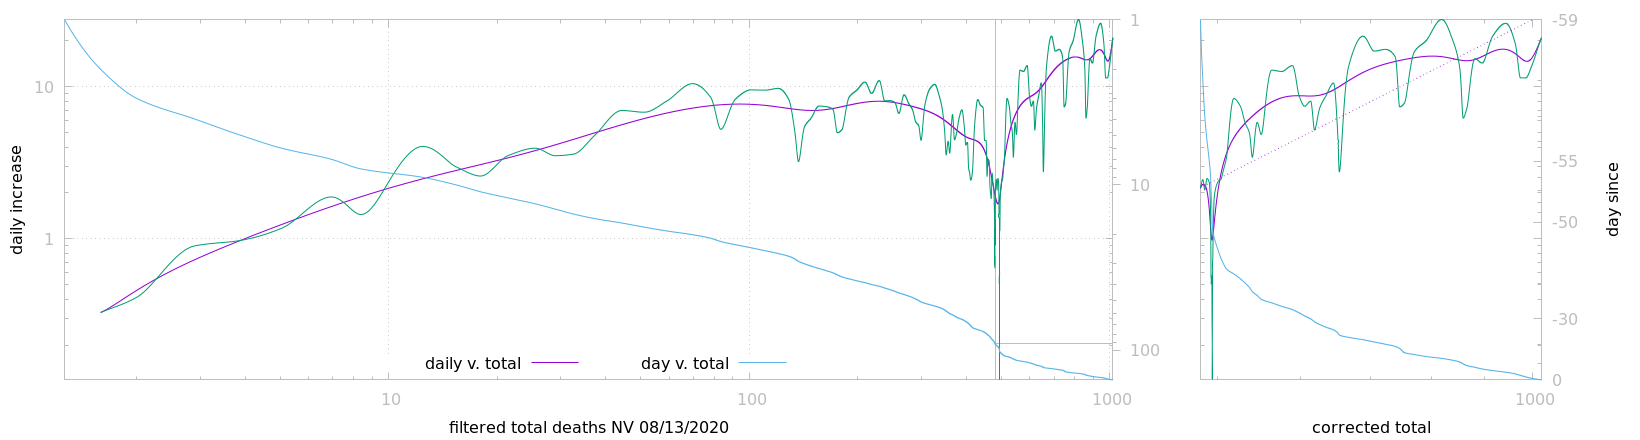 1
-59
10
daily increase
-55
10
-50
day since
1
-30
daily v. total
day v. total
100
0
10
100
1000
1000
filtered total deaths NV 08/13/2020
corrected total